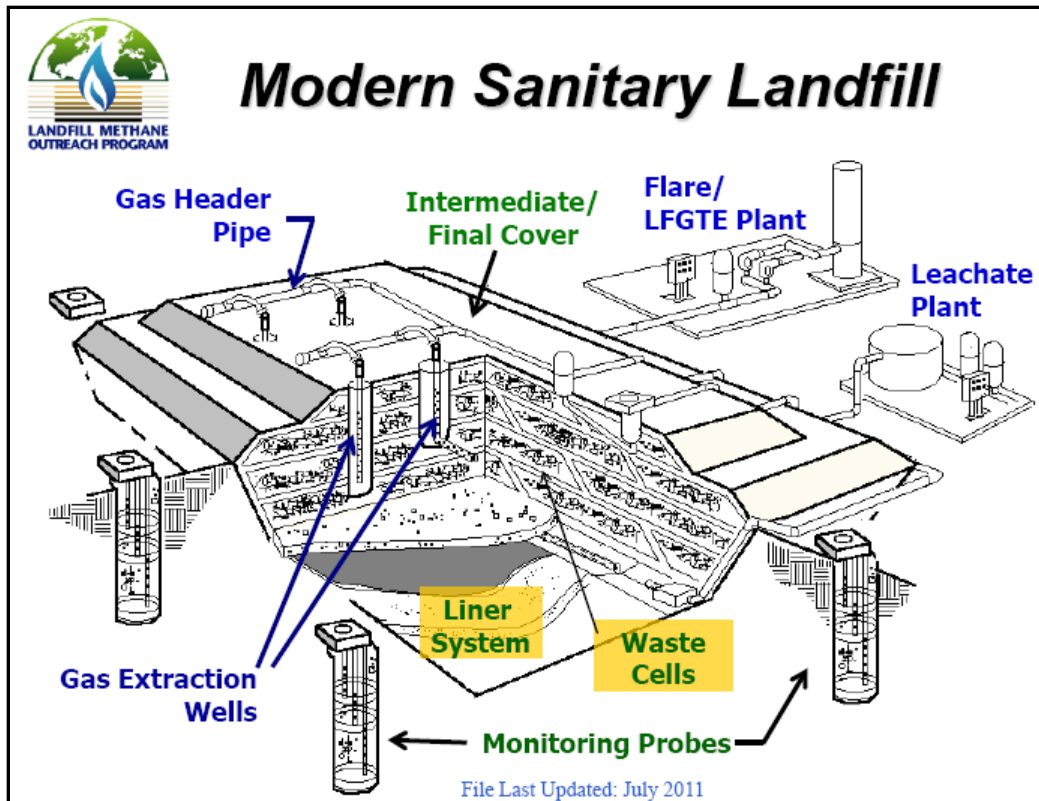 LANDFILL METHANE
OUTREACH PROGRAM
Modern Sanitary Landfill
Gas Header
Pipe
Intermediate/
Final Cover
Flare/
LFGTE Plant
Leachate
Plant
Liner
System
Waste
Cells
Gas Extraction
Wells
Monitoring Probes
File Last Updated: July 2011